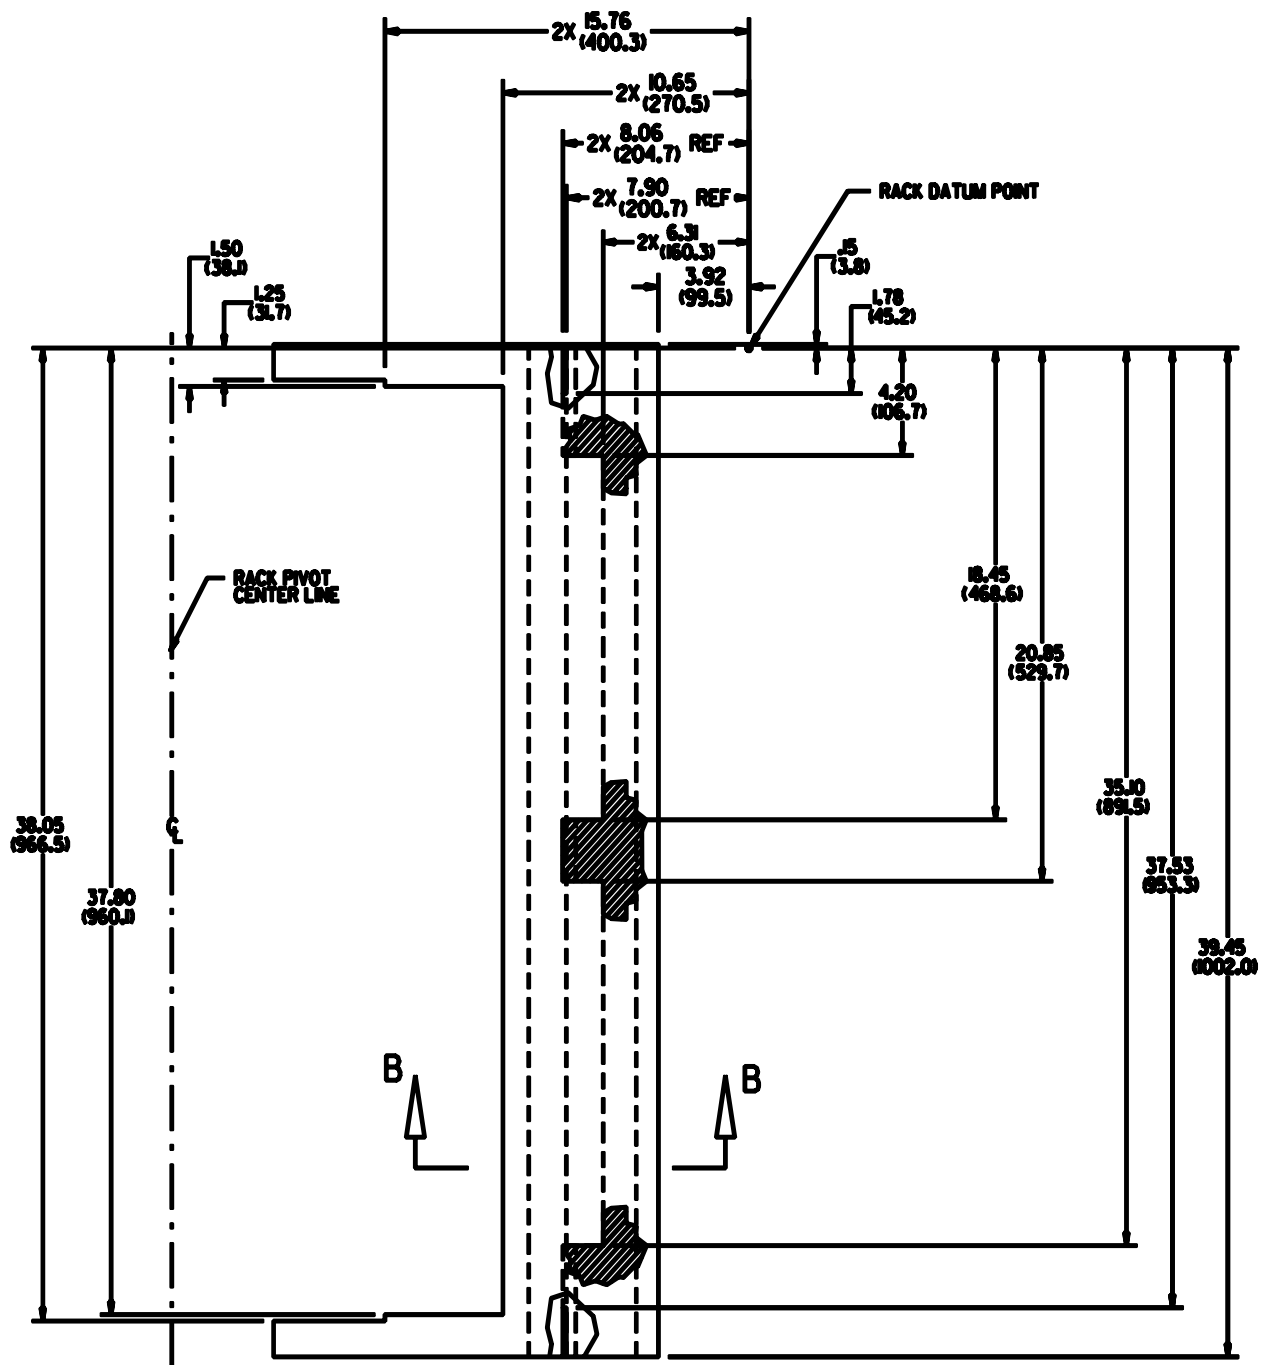 2X 15.76
(400.3)
2X 10.65
(270.5)
2X 8.06 REF
(204.7)
2X 7.90 REF
(200.7)
RACK DATUM POINT
2X 6.31
(160.3)
1.50
(38.1)
.15
(3.8)
3.92
(99.5)
1.25
(31.7)
1.78
(45.2)
4.20
(106.7)
RACK PIVOT
CENTER LINE
18.45
(468.6)
20.85
(529.7)
35.10
(891.5)
38.05
(966.5)
CL
37.53
(953.3)
37.80
(960.1)
39.45
(1002.0)
B
B